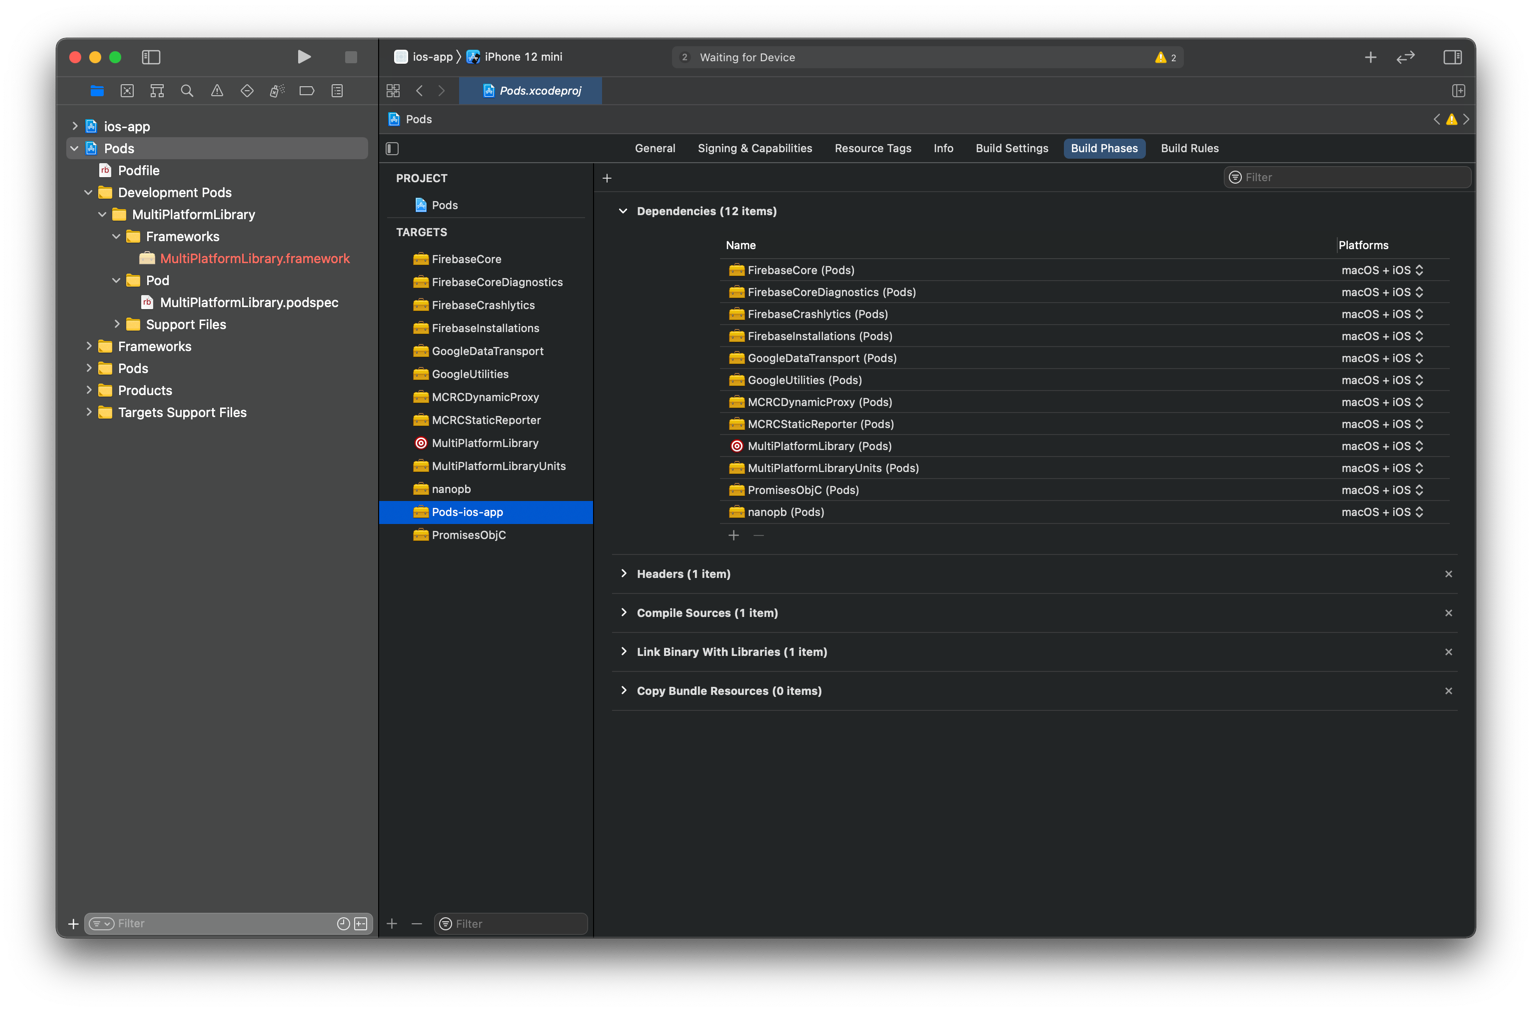 ios-app
iPhone 12 mini
2 Waiting for Device
2
Pods.xcodeproj
Pods
ios-app
Pods
Podfile
Development Pods
MultiPlatformLibrary
Frameworks
MultiPlatformLibrary.framework
Pod
MultiPlatformLibrary.podspec
Support Files
Frameworks
Pods
Products
Targets Support Files
Filter
General
Signing & Capabilities
Resource Tags
Info
Build Settings
Build Phases
Build Rules
PROJECT
Pods
TARGETS
FirebaseCore
FirebaseCoreDiagnostics
FirebaseCrashlytics
FirebaseInstallations
GoogleDataTransport
GoogleUtilities
MCRCDynamicProxy
MCRCStaticReporter
MultiPlatformLibrary
MultiPlatformLibraryUnits
nanopb
Pods-ios-app
PromisesObjC
Filter
Filter
Dependencies (12 items)
Name Platforms
FirebaseCore (Pods) macOS + iOS
FirebaseCoreDiagnostics (Pods) macOS + iOS
FirebaseCrashlytics (Pods) macOS + iOS
FirebaseInstallations (Pods) macOS + iOS
GoogleDataTransport (Pods) macOS + iOS
GoogleUtilities (Pods) macOS + iOS
MCRCDynamicProxy (Pods) macOS + iOS
MCRCStaticReporter (Pods) macOS + iOS
MultiPlatformLibrary (Pods) macOS + iOS
MultiPlatformLibraryUnits (Pods) macOS + iOS
PromisesObjC (Pods) macOS + iOS
nanopb (Pods) macOS + iOS
Headers (1 item)
Compile Sources (1 item)
Link Binary With Libraries (1 item)
Copy Bundle Resources (0 items)